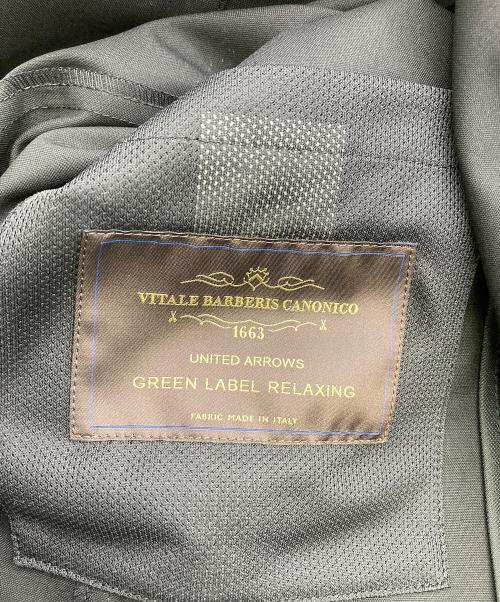 VITALE BARBERIS CANONICO
1663
UNITED ARROWS
GREEN LABEL RELAXING
FABRIC MADE IN ITALY